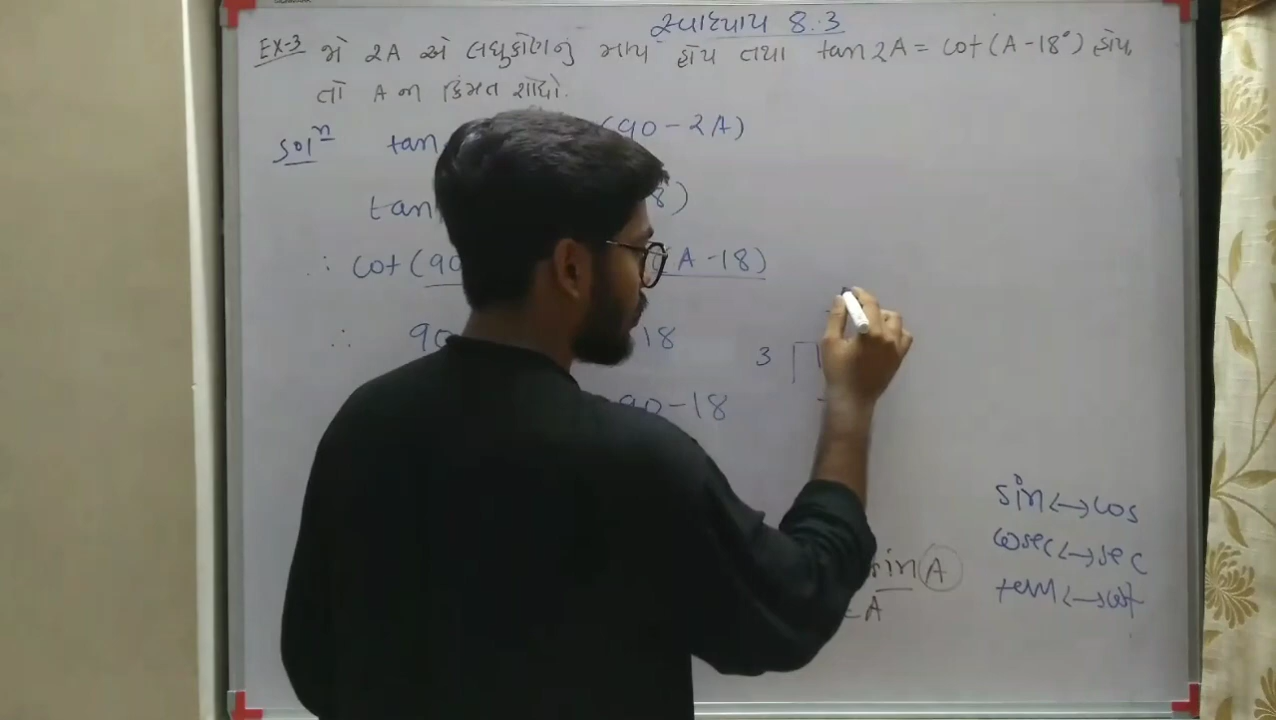 સ્વાધ્યાય 8.3
EX-3 જો 2A એ લઘુકોણનું માપ હોય તથા tan2A = cot(A-18°) હોય
તો A ન કિંમત શોધો.
Solⁿ tan (90-2A)
tan 8)
∴ cot(90 (A-18)
∴ 90 18
3
90-18
sin↔cos
cosec↔sec
sin A
tan↔cot
A